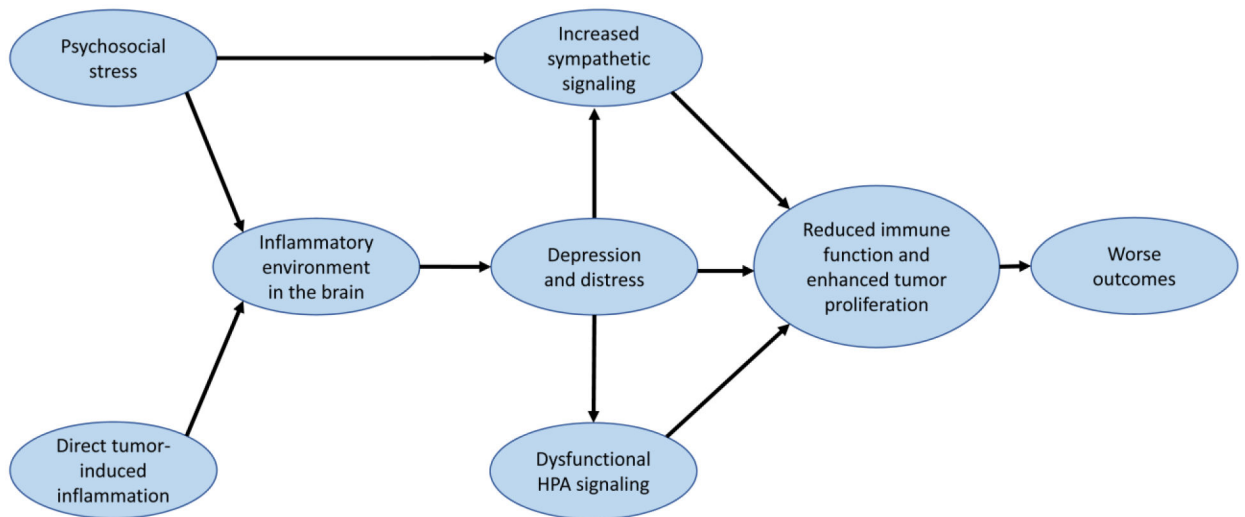 Psychosocial
stress
Increased
sympathetic
signaling
Inflammatory
environment
in the brain
Depression
and distress
Reduced immune
function and
enhanced tumor
proliferation
Worse
outcomes
Direct tumor-
induced
inflammation
Dysfunctional
HPA signaling